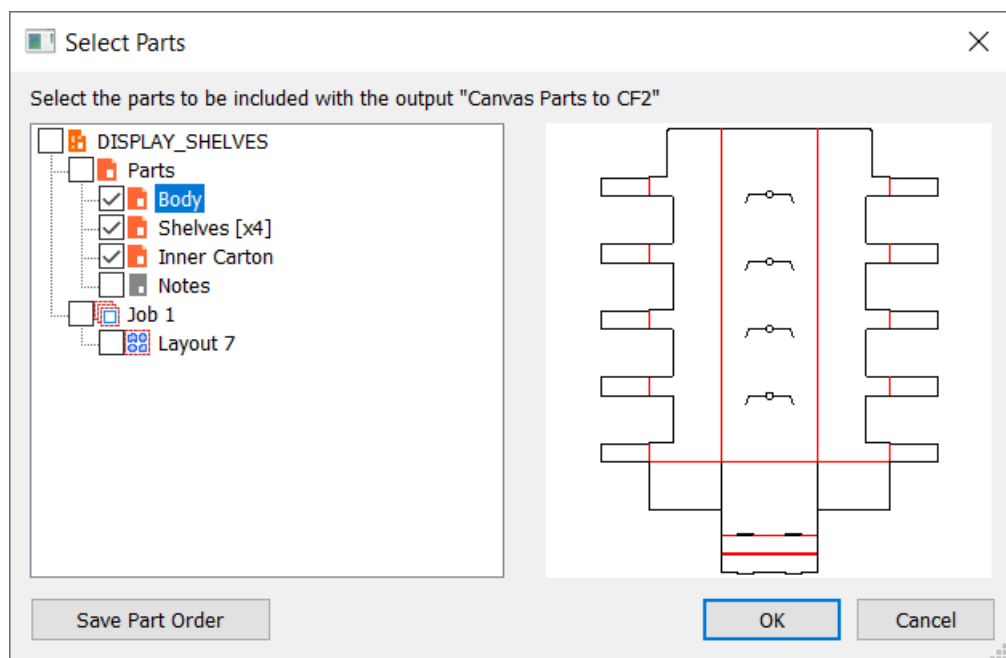 Select Parts
Select the parts to be included with the output "Canvas Parts to CF2"
DISPLAY_SHELVES
Parts
Body
Shelves [x4]
Inner Carton
Notes
Job 1
Layout 7
Save Part Order
OK
Cancel